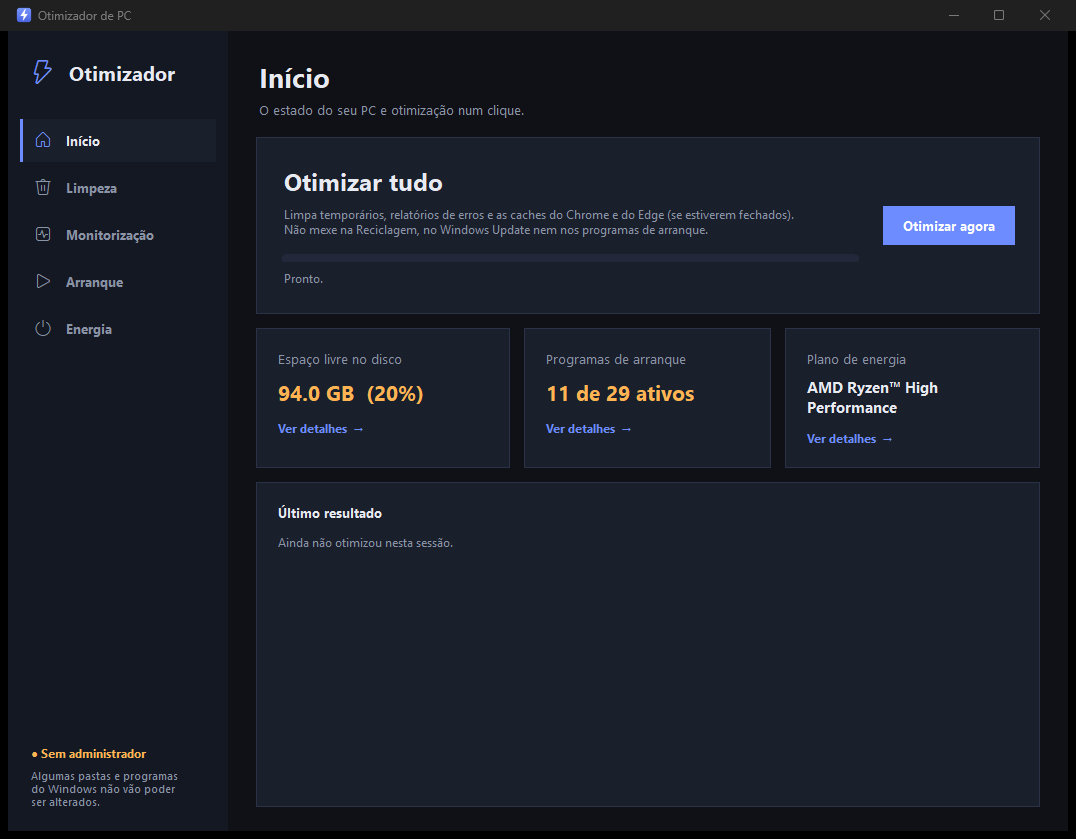 Otimizador de PC
Otimizador
Início
Limpeza
Monitorização
Arranque
Energia
● Sem administrador
Algumas pastas e programas
do Windows não vão poder
ser alterados.
Início
O estado do seu PC e otimização num clique.
Otimizar tudo
Limpa temporários, relatórios de erros e as caches do Chrome e do Edge (se estiverem fechados).
Não mexe na Reciclagem, no Windows Update nem nos programas de arranque.
Otimizar agora
Pronto.
Espaço livre no disco
94.0 GB (20%)
Ver detalhes →
Programas de arranque
11 de 29 ativos
Ver detalhes →
Plano de energia
AMD Ryzen™ High
Performance
Ver detalhes →
Último resultado
Ainda não otimizou nesta sessão.